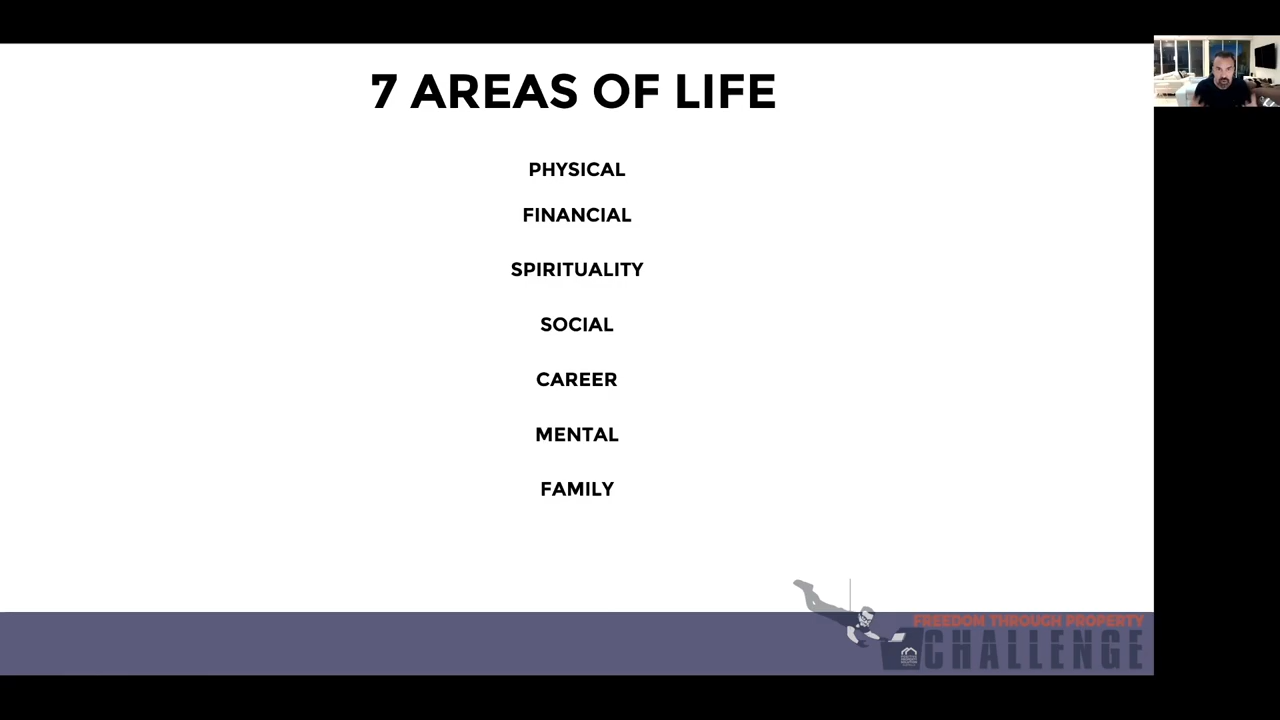 7 AREAS OF LIFE
PHYSICAL
FINANCIAL
SPIRITUALITY
SOCIAL
CAREER
MENTAL
FAMILY
FREEDOM THROUGH PROPERTY
CHALLENGE